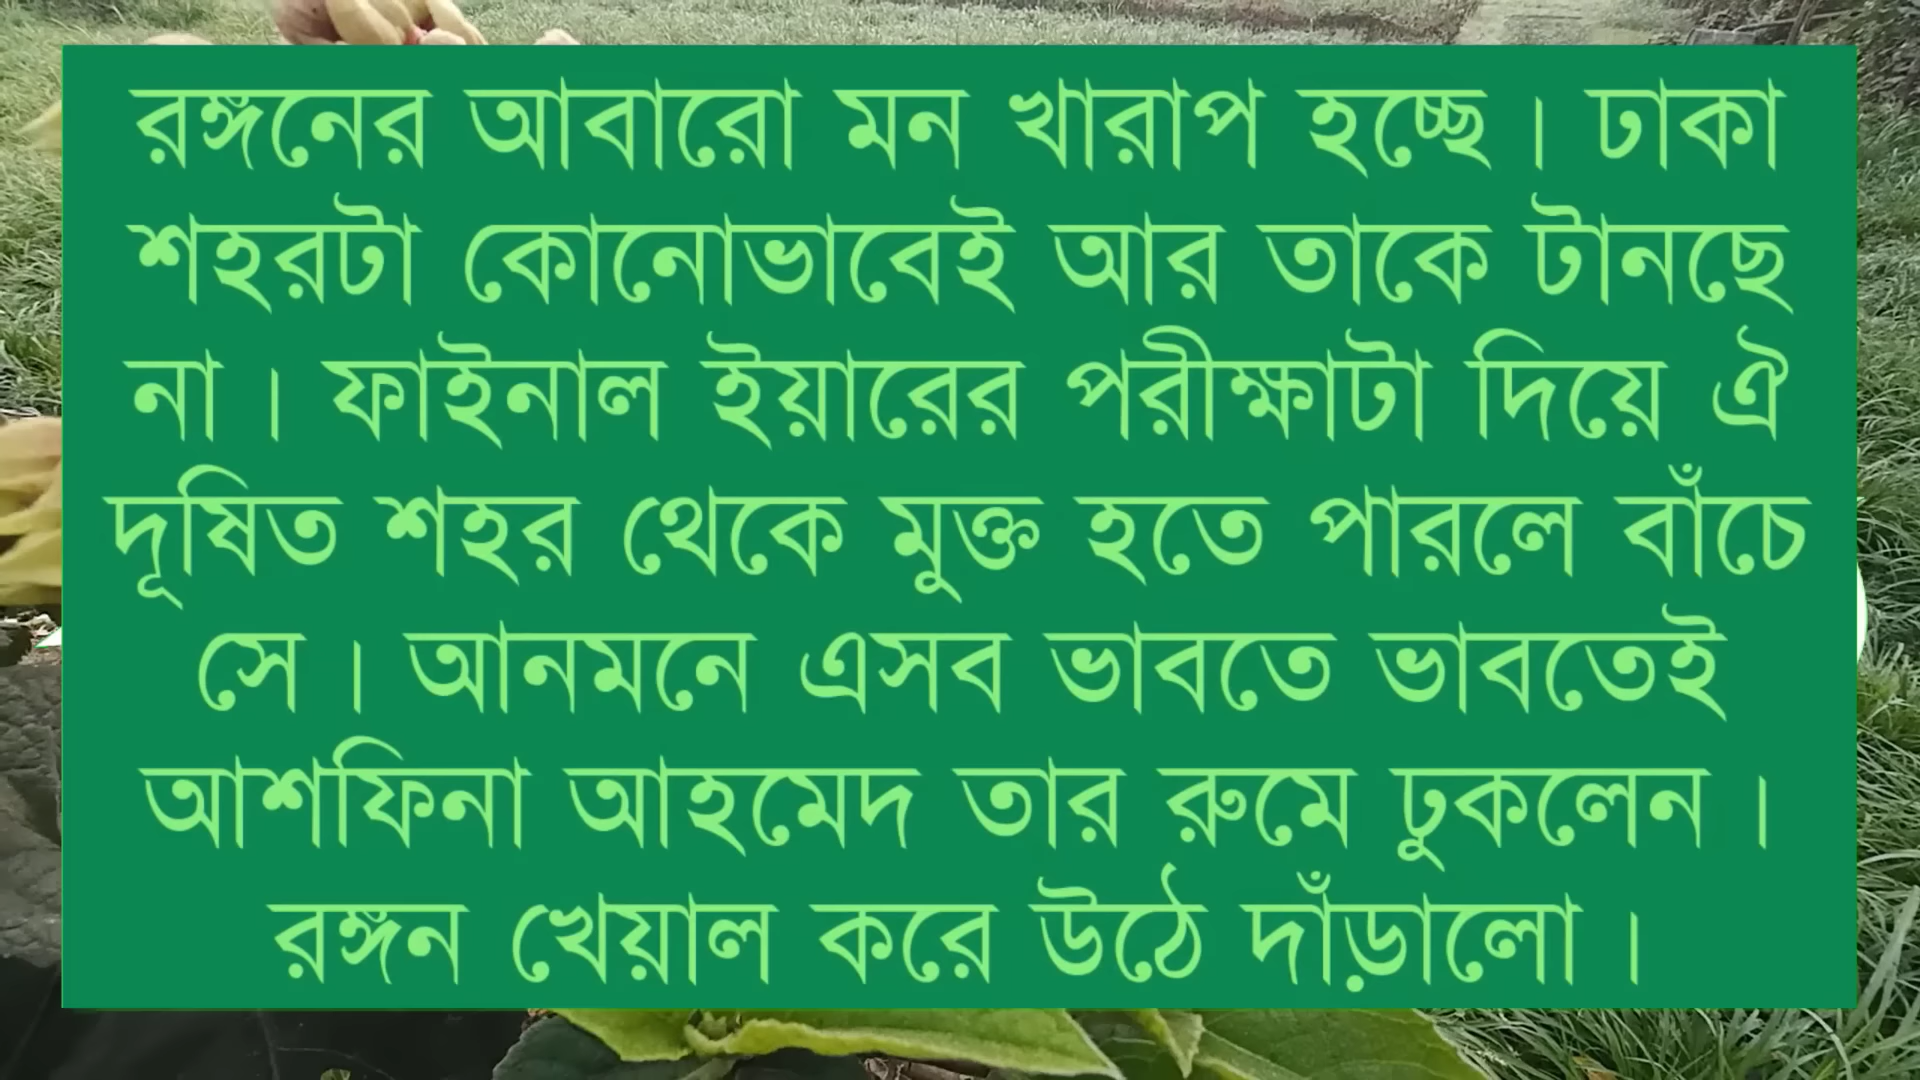 রঙ্গনের আবারো মন খারাপ হচ্ছে। ঢাকা
শহরটা কোনোভাবেই আর তাকে টানছে
না। ফাইনাল ইয়ারের পরীক্ষাটা দিয়ে ঐ
দূষিত শহর থেকে মুক্ত হতে পারলে বাঁচে
সে। আনমনে এসব ভাবতে ভাবতেই
আশফিনা আহমেদ তার রুমে ঢুকলেন।
রঙ্গন খেয়াল করে উঠে দাঁড়ালো।